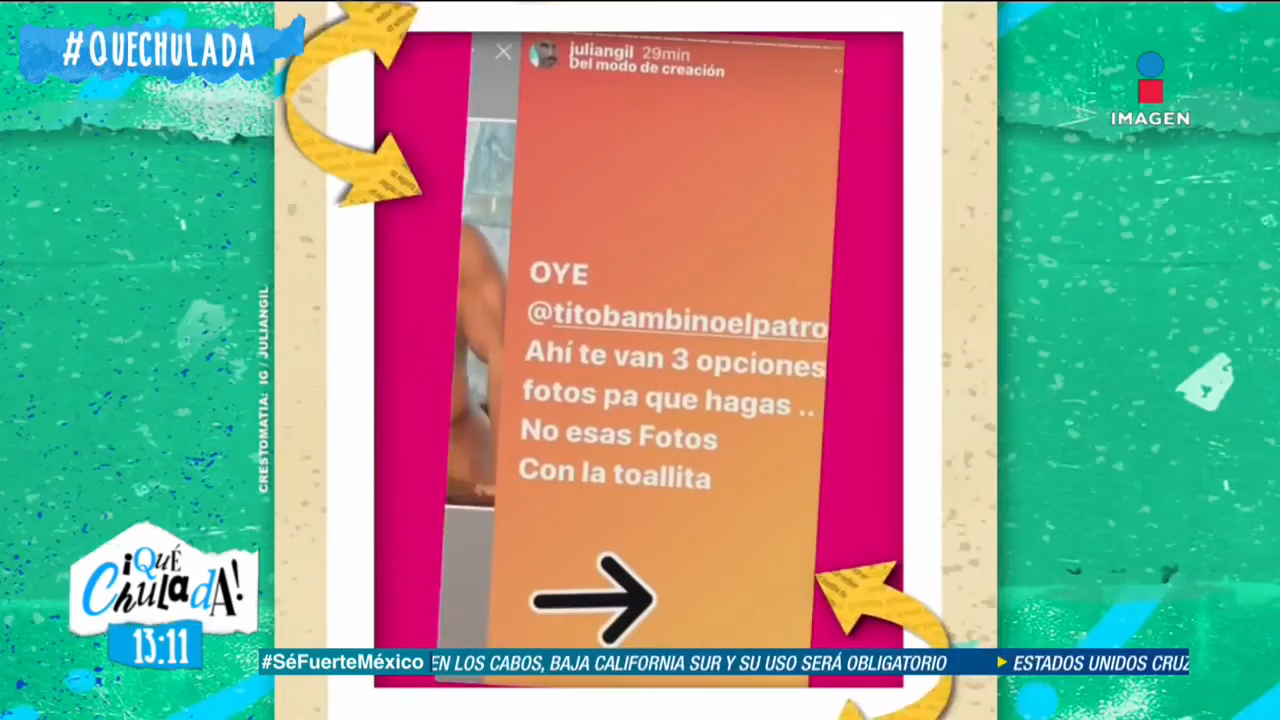 #QUECHULADA
IMAGEN
juliangil 29min
Del modo de creación
OYE
@titobambinoelpatro
Ahí te van 3 opciones
fotos pa que hagas ..
No esas Fotos
Con la toallita
CRESTOMATIA: IG / JULIANGIL
¡QUÉ
CHULADA!
13:11
#SéFuerteMéxico EN LOS CABOS, BAJA CALIFORNIA SUR Y SU USO SERÁ OBLIGATORIO ESTADOS UNIDOS CRUZ